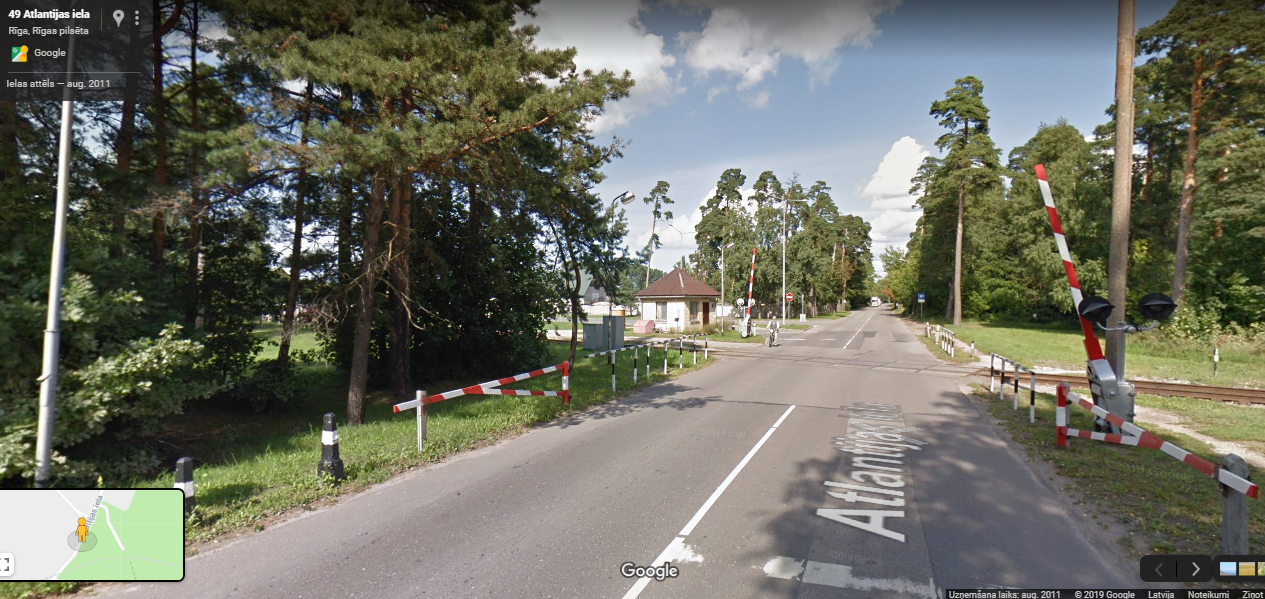 49 Atlantijas iela
Rīga, Rīgas pilsēta
Google
Ielas attēls — aug. 2011
Atlantijas iela
Google
Uzņemšana laiks: aug. 2011 © 2019 Google Latvija Noteikumi Ziņot